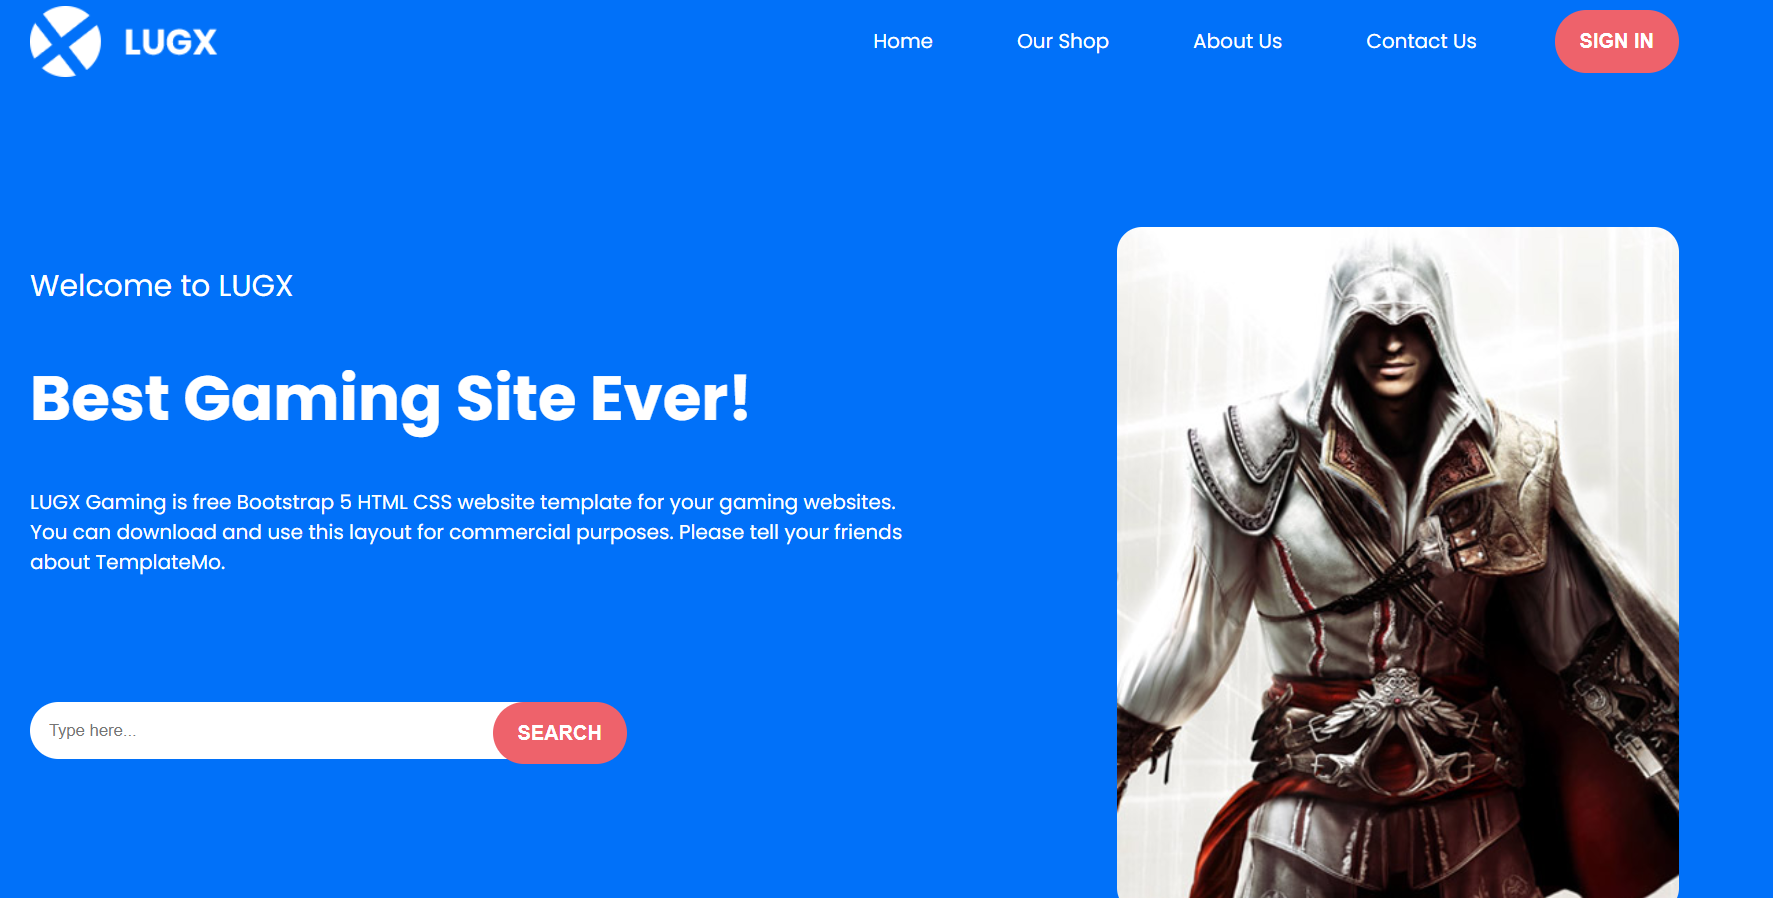 LUGX
Home
Our Shop
About Us
Contact Us
SIGN IN
Welcome to LUGX
Best Gaming Site Ever!
LUGX Gaming is free Bootstrap 5 HTML CSS website template for your gaming websites.
You can download and use this layout for commercial purposes. Please tell your friends
about TemplateMo.
Type here...
SEARCH